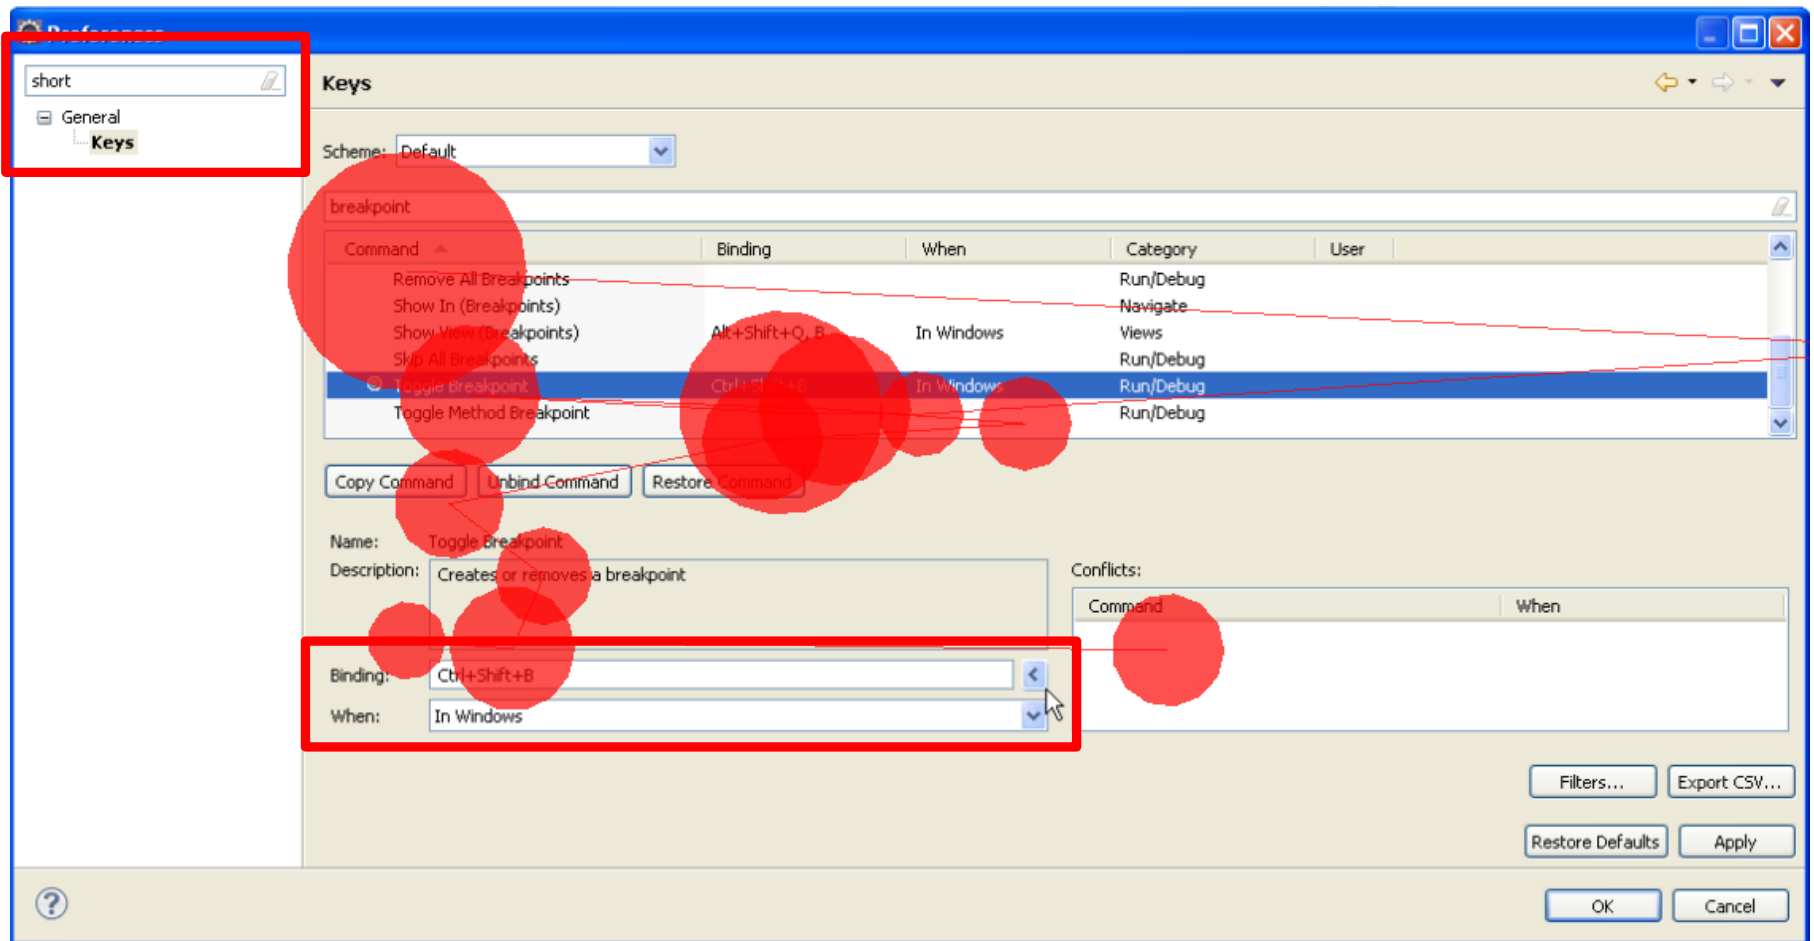 Preferences
short
General
Keys
Keys
Scheme: Default
breakpoint
Command Binding When Category User
Remove All Breakpoints Run/Debug
Show In (Breakpoints) Navigate
Show View (Breakpoints) Alt+Shift+Q, B In Windows Views
Skip All Breakpoints Run/Debug
Toggle Breakpoint Ctrl+Shift+B In Windows Run/Debug
Toggle Method Breakpoint Run/Debug
Copy Command Unbind Command Restore Command
Name: Toggle Breakpoint
Description: Creates or removes a breakpoint
Conflicts:
Command When
Binding: Ctrl+Shift+B
When: In Windows
Filters... Export CSV...
Restore Defaults Apply
?
OK Cancel